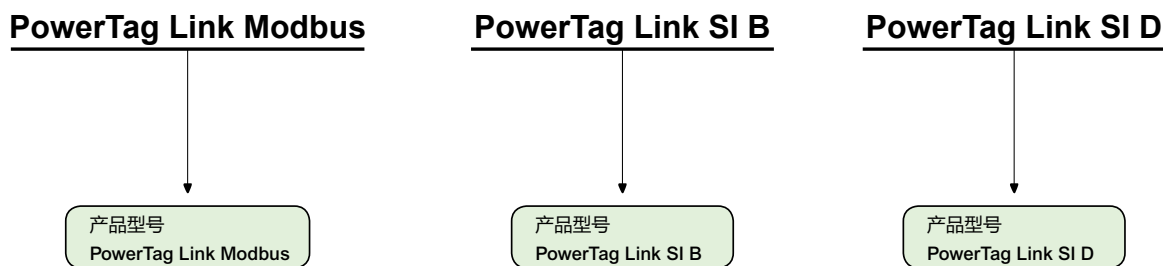 PowerTag Link Modbus
PowerTag Link SI B
PowerTag Link SI D
产品型号
PowerTag Link Modbus
产品型号
PowerTag Link SI B
产品型号
PowerTag Link SI D